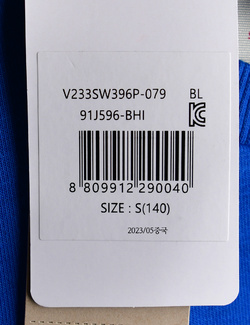 V233SW396P-079 BL
91J596-BHI
8 809912 290040
SIZE : S(140)
2023/05중국